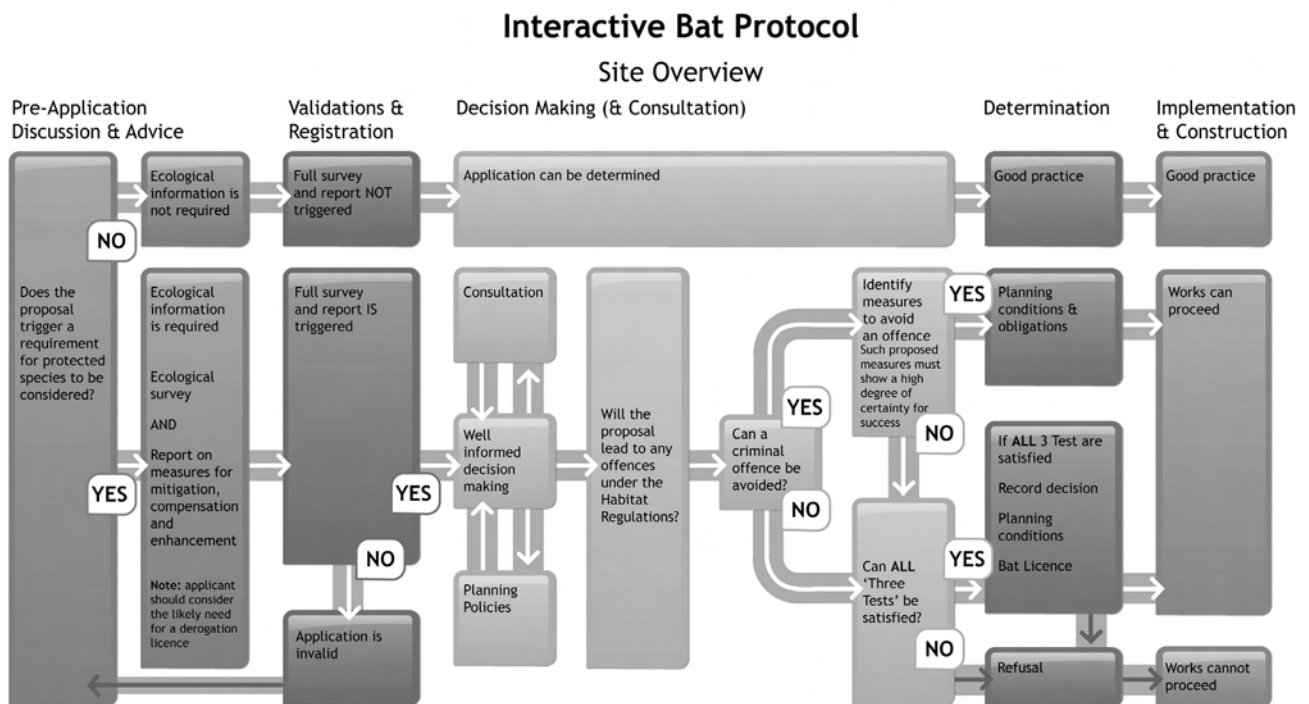 Interactive Bat Protocol
Site Overview
Pre-Application
Discussion & Advice
Validations &
Registration
Decision Making (& Consultation)
Determination
Implementation
& Construction
Does the
proposal
trigger a
requirement
for protected
species to be
considered?
NO
YES
Ecological
information is
not required
Full survey
and report NOT
triggered
Application can be determined
Good practice
Good practice
Ecological
information
is required
Ecological
survey
AND
Report on
measures for
mitigation,
compensation
and
enhancement
Note: applicant
should consider
the likely need
for a derogation
licence
Full survey
and report IS
triggered
YES
NO
Application is
invalid
Consultation
Well
informed
decision
making
Planning
Policies
Will the
proposal
lead to any
offences
under the
Habitat
Regulations?
Can a
criminal
offence be
avoided?
YES
NO
Identify
measures
to avoid
an offence
Such proposed
measures must
show a high
degree of
certainty for
success
YES
NO
Planning
conditions &
obligations
Works can
proceed
Can ALL
‘Three
Tests’ be
satisfied?
YES
NO
If ALL 3 Test are
satisfied
Record decision
Planning
conditions
Bat Licence
Refusal
Works cannot
proceed